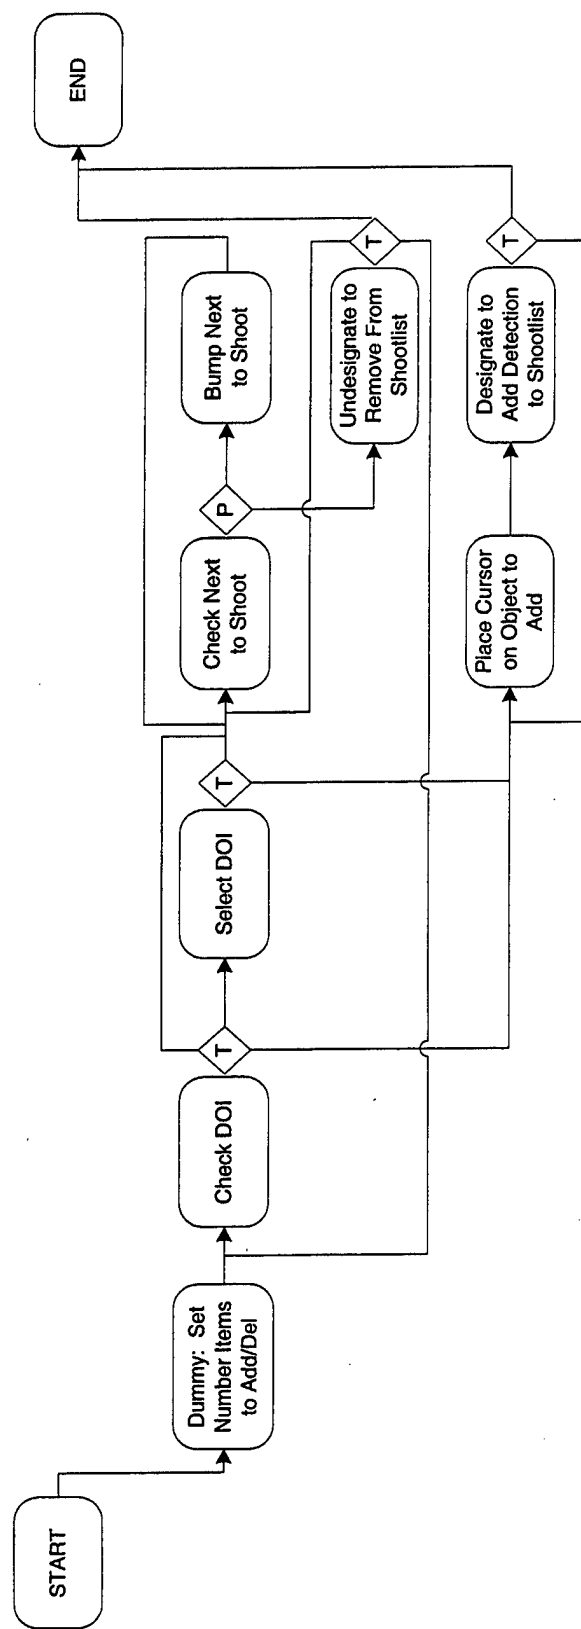 START
Dummy: Set
Number Items
to Add/Del
Check DOI
T
Select DOI
T
Check Next
to Shoot
P
Bump Next
to Shoot
Undesignate to
Remove From
Shootlist
T
Place Cursor
on Object to
Add
Designate to
Add Detection
to Shootlist
T
END